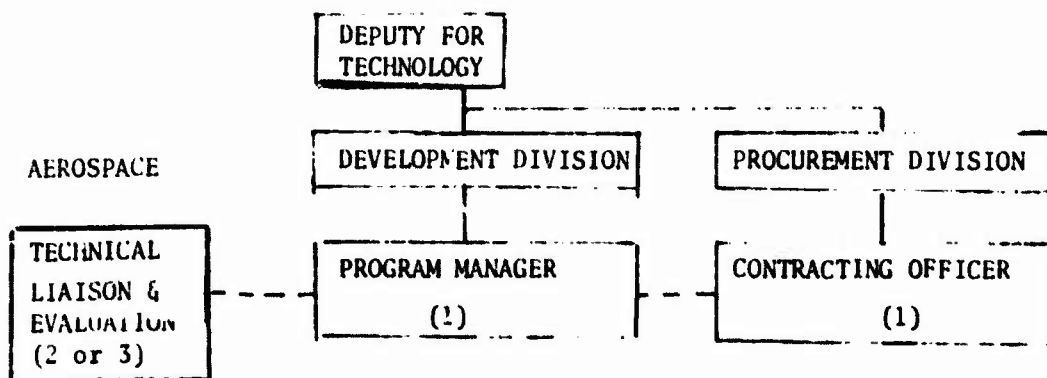 DEPUTY FOR
TECHNOLOGY
AEROSPACE
DEVELOPMENT DIVISION
PROCUREMENT DIVISION
TECHNICAL
LIAISON &
EVALUATION
(2 or 3)
PROGRAM MANAGER
(1)
CONTRACTING OFFICER
(1)